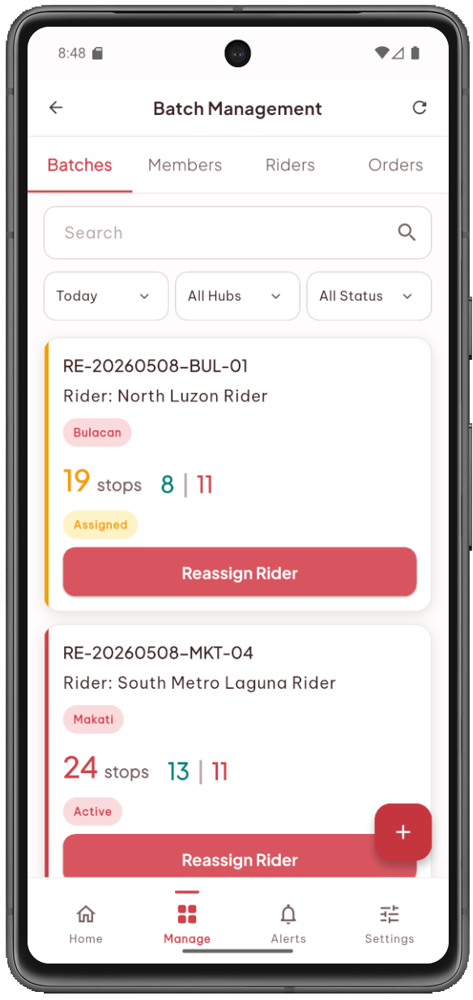 8:48
Batch Management
Batches Members Riders Orders
Search
Today All Hubs All Status
RE-20260508-BUL-01
Rider: North Luzon Rider
Bulacan
19 stops 8 | 11
Assigned
Reassign Rider
RE-20260508-MKT-04
Rider: South Metro Laguna Rider
Makati
24 stops 13 | 11
Active
+
Reassign Rider
Home Manage Alerts Settings